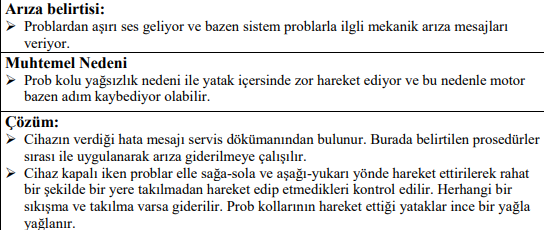 Arıza belirtisi:
➤ Problardan aşırı ses geliyor ve bazen sistem problarla ilgli mekanik arıza mesajları
veriyor.
Muhtemel Nedeni
➤ Prob kolu yağsızlık nedeni ile yatak içersinde zor hareket ediyor ve bu nedenle motor
bazen adım kaybediyor olabilir.
Çözüm:
➤ Cihazın verdiği hata mesajı servis dökümanından bulunur. Burada belirtilen prosedürler
sırası ile uygulanarak arıza giderilmeye çalışılır.
➤ Cihaz kapalı iken problar elle sağa-sola ve aşağı-yukarı yönde hareket ettirilerek rahat
bir şekilde bir yere takılmadan hareket edip etmedikleri kontrol edilir. Herhangi bir
sıkışma ve takılma varsa giderilir. Prob kollarının hareket ettiği yataklar ince bir yağla
yağlanır.